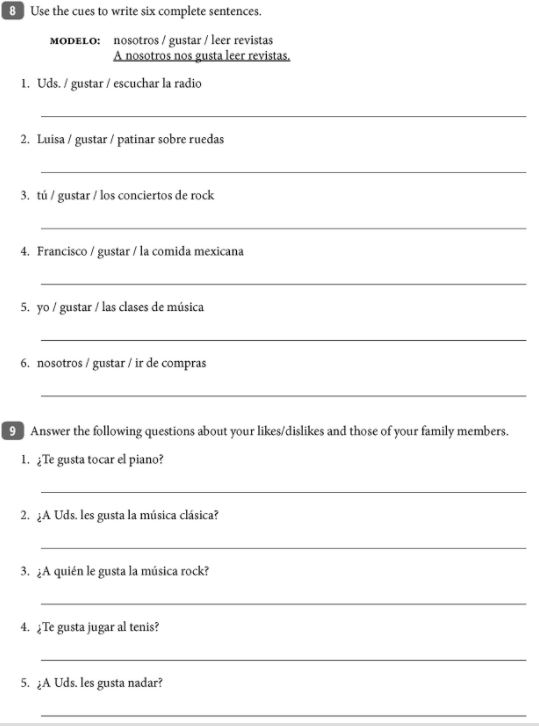 8 Use the cues to write six complete sentences.
MODELO: nosotros / gustar / leer revistas
A nosotros nos gusta leer revistas.
1. Uds. / gustar / escuchar la radio
2. Luisa / gustar / patinar sobre ruedas
3. tú / gustar / los conciertos de rock
4. Francisco / gustar / la comida mexicana
5. yo / gustar / las clases de música
6. nosotros / gustar / ir de compras
9 Answer the following questions about your likes/dislikes and those of your family members.
1. ¿Te gusta tocar el piano?
2. ¿A Uds. les gusta la música clásica?
3. ¿A quién le gusta la música rock?
4. ¿Te gusta jugar al tenis?
5. ¿A Uds. les gusta nadar?